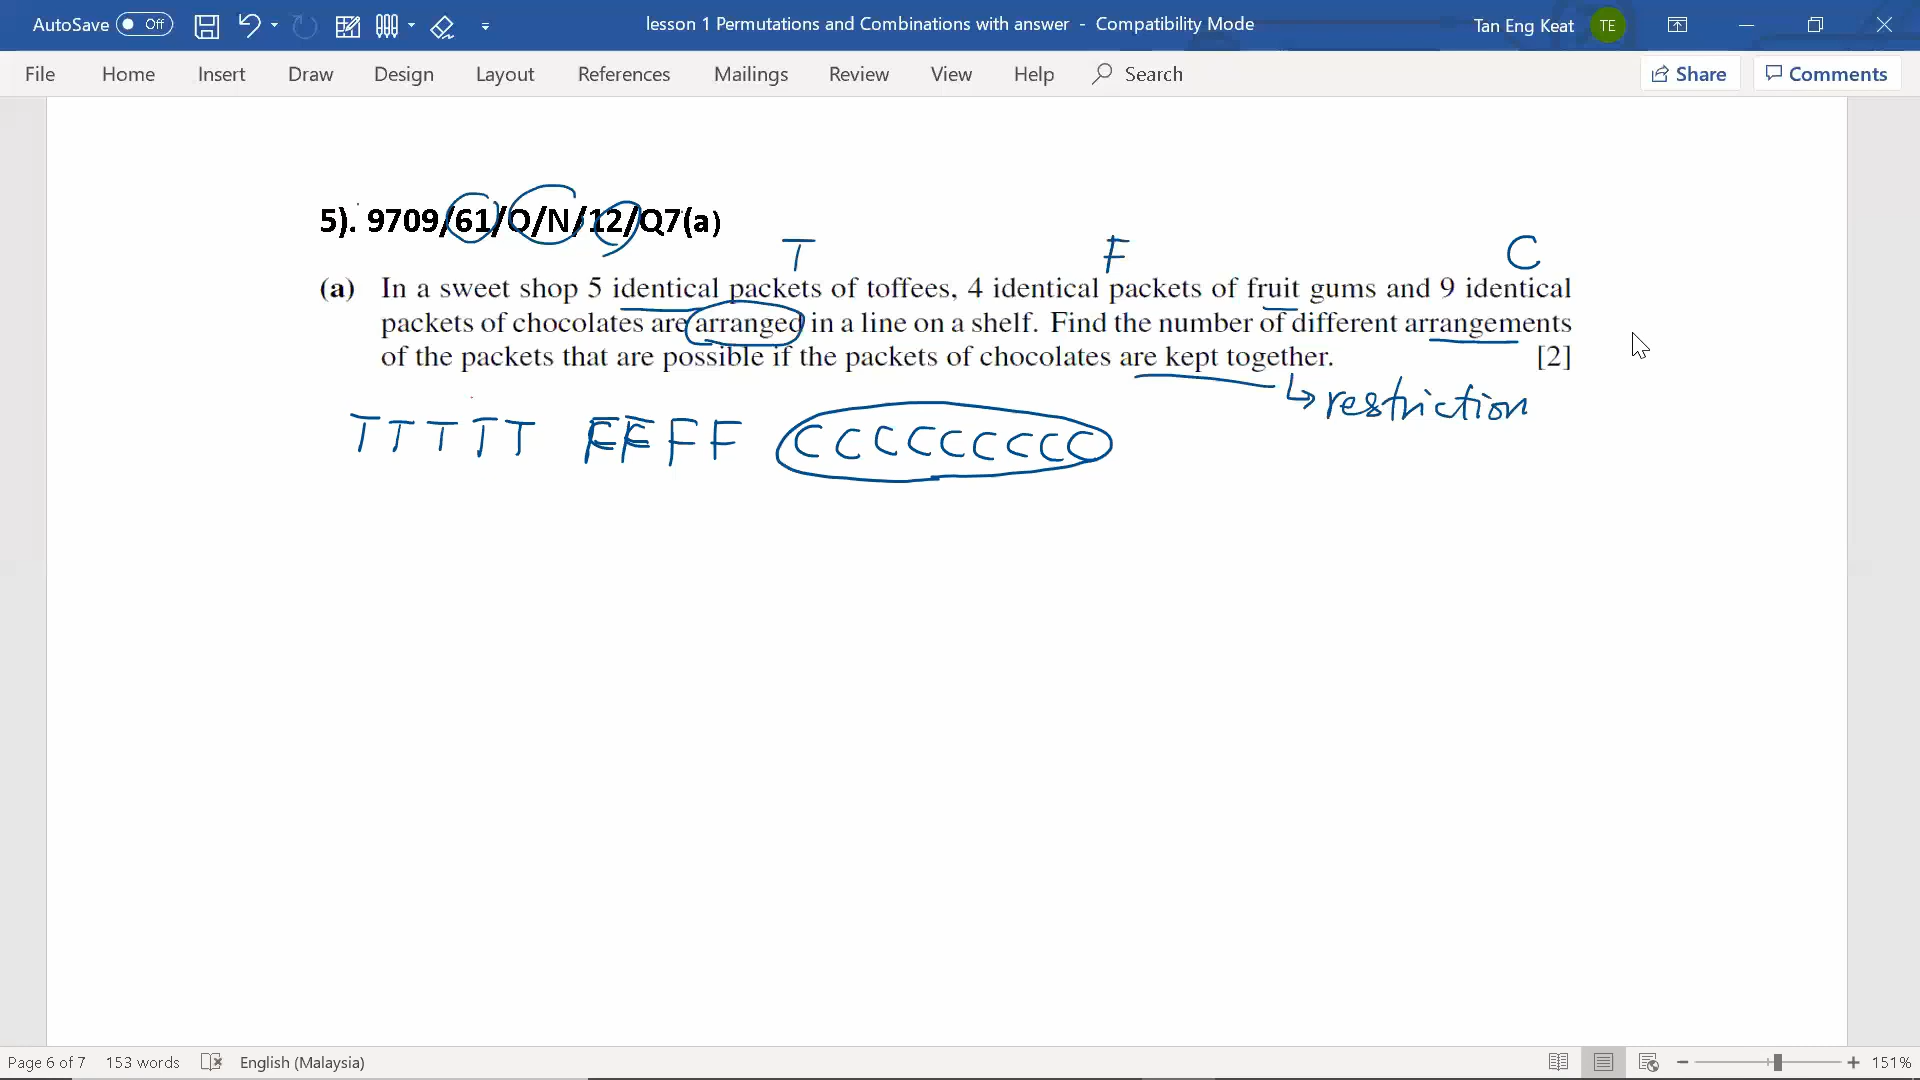 AutoSave Off lesson 1 Permutations and Combinations with answer - Compatibility Mode Tan Eng Keat TE
File Home Insert Draw Design Layout References Mailings Review View Help Search Share Comments
5). 9709/61/O/N/12/Q7(a)
T F C
(a) In a sweet shop 5 identical packets of toffees, 4 identical packets of fruit gums and 9 identical
packets of chocolates are arranged in a line on a shelf. Find the number of different arrangements
of the packets that are possible if the packets of chocolates are kept together. [2]
↳ restriction
T T T T T F F F F C C C C C C C C C
Page 6 of 7 153 words English (Malaysia) 151%